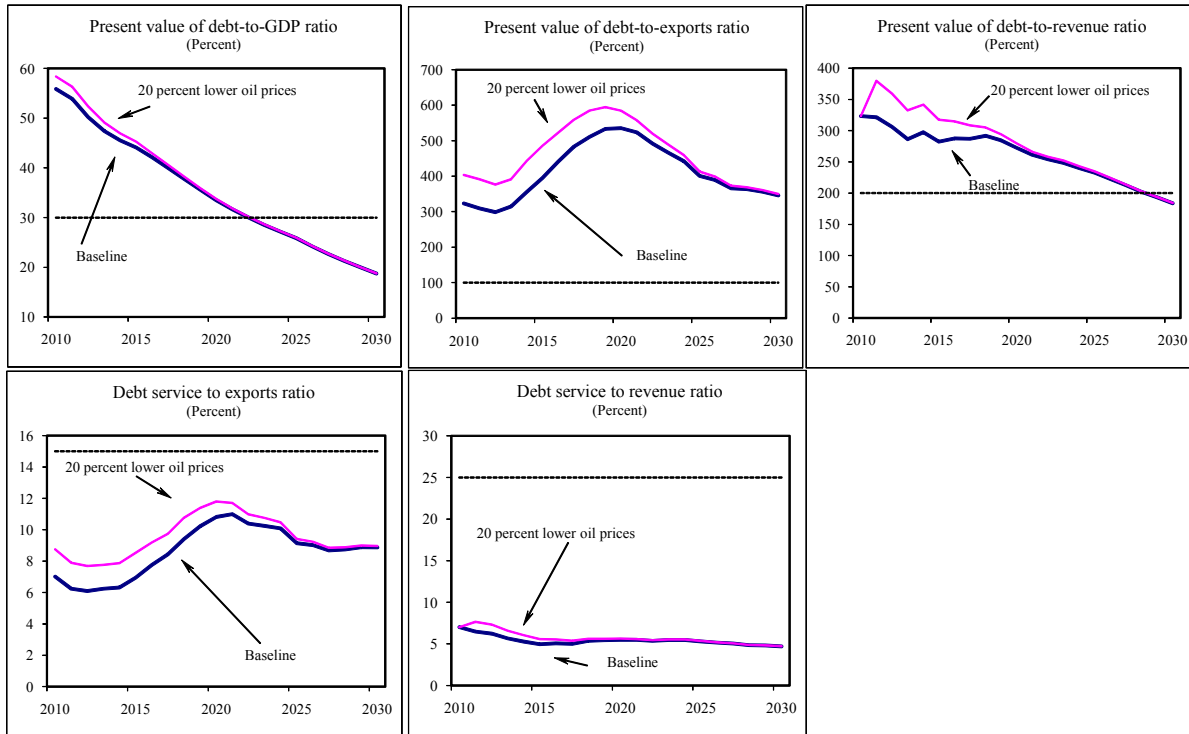 Present value of debt-to-GDP ratio
(Percent)
60
50
40
30
20
10
20 percent lower oil prices
Baseline
2010 2015 2020 2025 2030
Present value of debt-to-exports ratio
(Percent)
700
600
500
400
300
200
100
0
20 percent lower oil prices
Baseline
2010 2015 2020 2025 2030
Present value of debt-to-revenue ratio
(Percent)
400
350
300
250
200
150
100
50
0
20 percent lower oil prices
Baseline
2010 2015 2020 2025 2030
Debt service to exports ratio
(Percent)
16
14
12
10
8
6
4
2
0
20 percent lower oil prices
Baseline
2010 2015 2020 2025 2030
Debt service to revenue ratio
(Percent)
30
25
20
15
10
5
0
20 percent lower oil prices
Baseline
2010 2015 2020 2025 2030